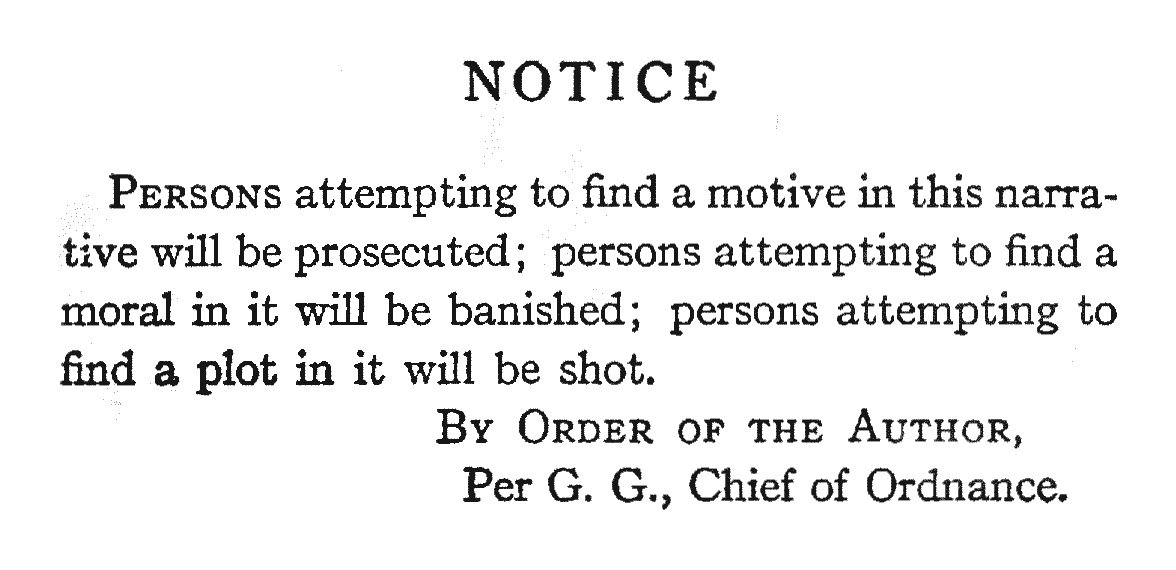 NOTICE
PERSONS attempting to find a motive in this narra-
tive will be prosecuted; persons attempting to find a
moral in it will be banished; persons attempting to
find a plot in it will be shot.
BY ORDER OF THE AUTHOR,
Per G. G., Chief of Ordnance.